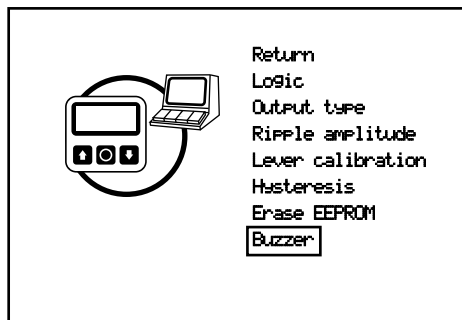 Return
Logic
Output type
Ripple amplitude
Lever calibration
Hysteresis
Erase EEPROM
Buzzer